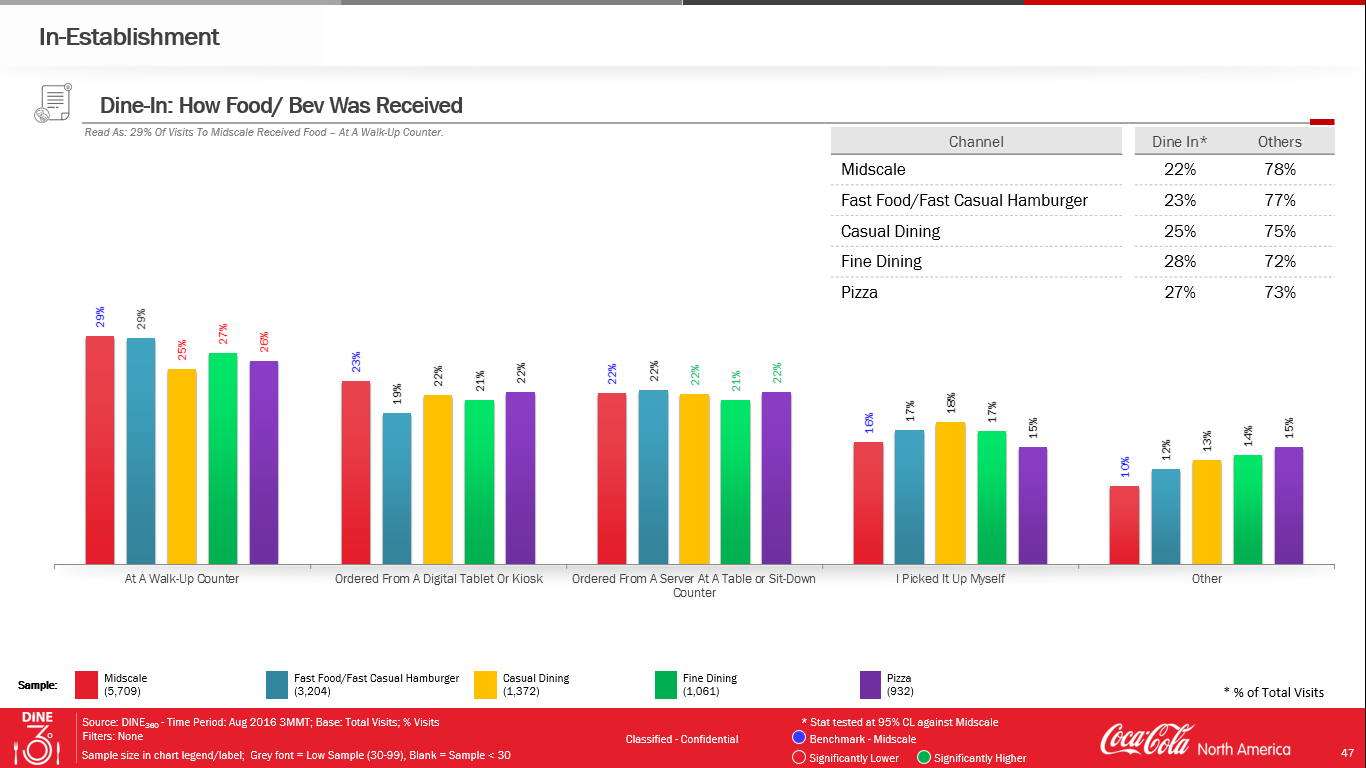 In-Establishment
Dine-In: How Food/ Bev Was Received
Read As: 29% Of Visits To Midscale Received Food – At A Walk-Up Counter.
Channel Dine In* Others
Midscale 22% 78%
Fast Food/Fast Casual Hamburger 23% 77%
Casual Dining 25% 75%
Fine Dining 28% 72%
Pizza 27% 73%
29% 29% 25% 27% 26%
23% 19% 22% 21% 22%
22% 22% 22% 21% 22%
16% 17% 18% 17% 15%
10% 12% 13% 14% 15%
At A Walk-Up Counter
Ordered From A Digital Tablet Or Kiosk
Ordered From A Server At A Table or Sit-Down
Counter
I Picked It Up Myself
Other
Sample:
Midscale
(5,709)
Fast Food/Fast Casual Hamburger
(3,204)
Casual Dining
(1,372)
Fine Dining
(1,061)
Pizza
(932)
* % of Total Visits
DINE
3
Source: DINE360 - Time Period: Aug 2016 3MMT; Base: Total Visits; % Visits
Filters: None
Sample size in chart legend/label; Grey font = Low Sample (30-99), Blank = Sample < 30
Classified - Confidential
* Stat tested at 95% CL against Midscale
Benchmark - Midscale
Significantly Lower Significantly Higher
Coca-Cola North America
47